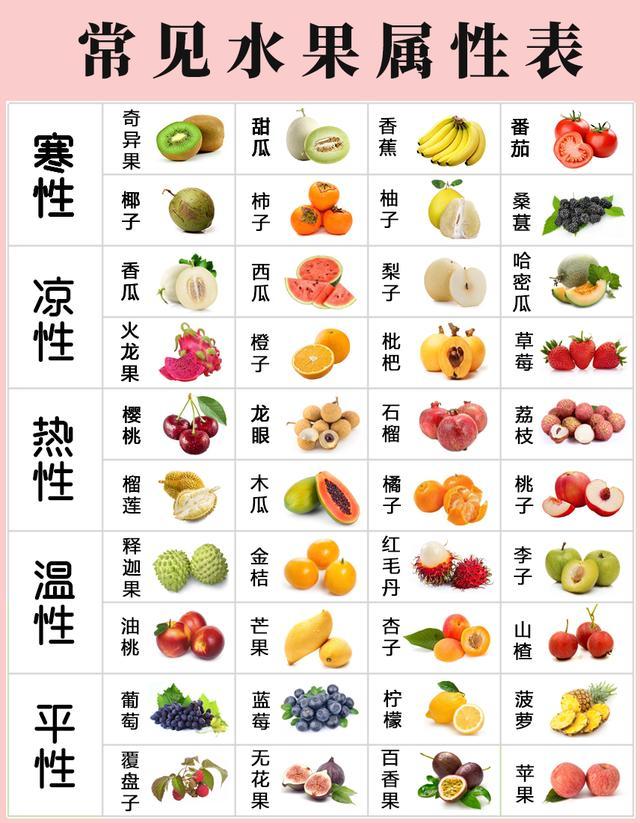 常见水果属性表
寒性
奇异果
甜瓜
香蕉
番茄
椰子
柿子
柚子
桑葚
凉性
香瓜
西瓜
梨子
哈密瓜
火龙果
橙子
枇杷
草莓
热性
樱桃
龙眼
石榴
荔枝
榴莲
木瓜
橘子
桃子
温性
释迦果
金桔
红毛丹
李子
油桃
芒果
杏子
山楂
平性
葡萄
蓝莓
柠檬
菠萝
覆盘子
无花果
百香果
苹果